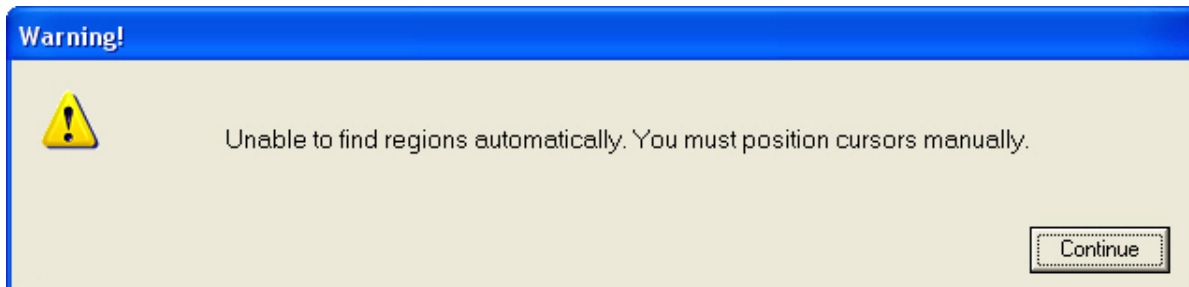 Warning!
Unable to find regions automatically. You must position cursors manually.
Continue